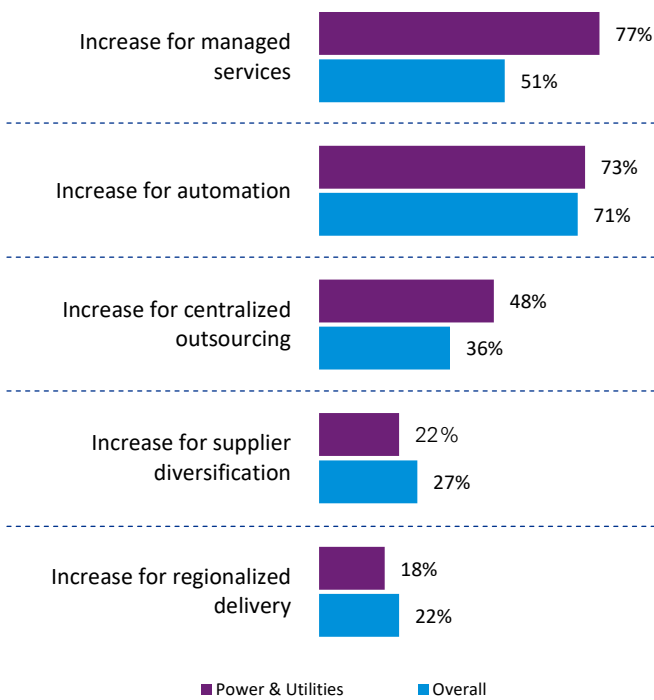 Increase for managed
services
77%
51%
Increase for automation
73%
71%
Increase for centralized
outsourcing
48%
36%
Increase for supplier
diversification
22%
27%
Increase for regionalized
delivery
18%
22%
Power & Utilities
Overall